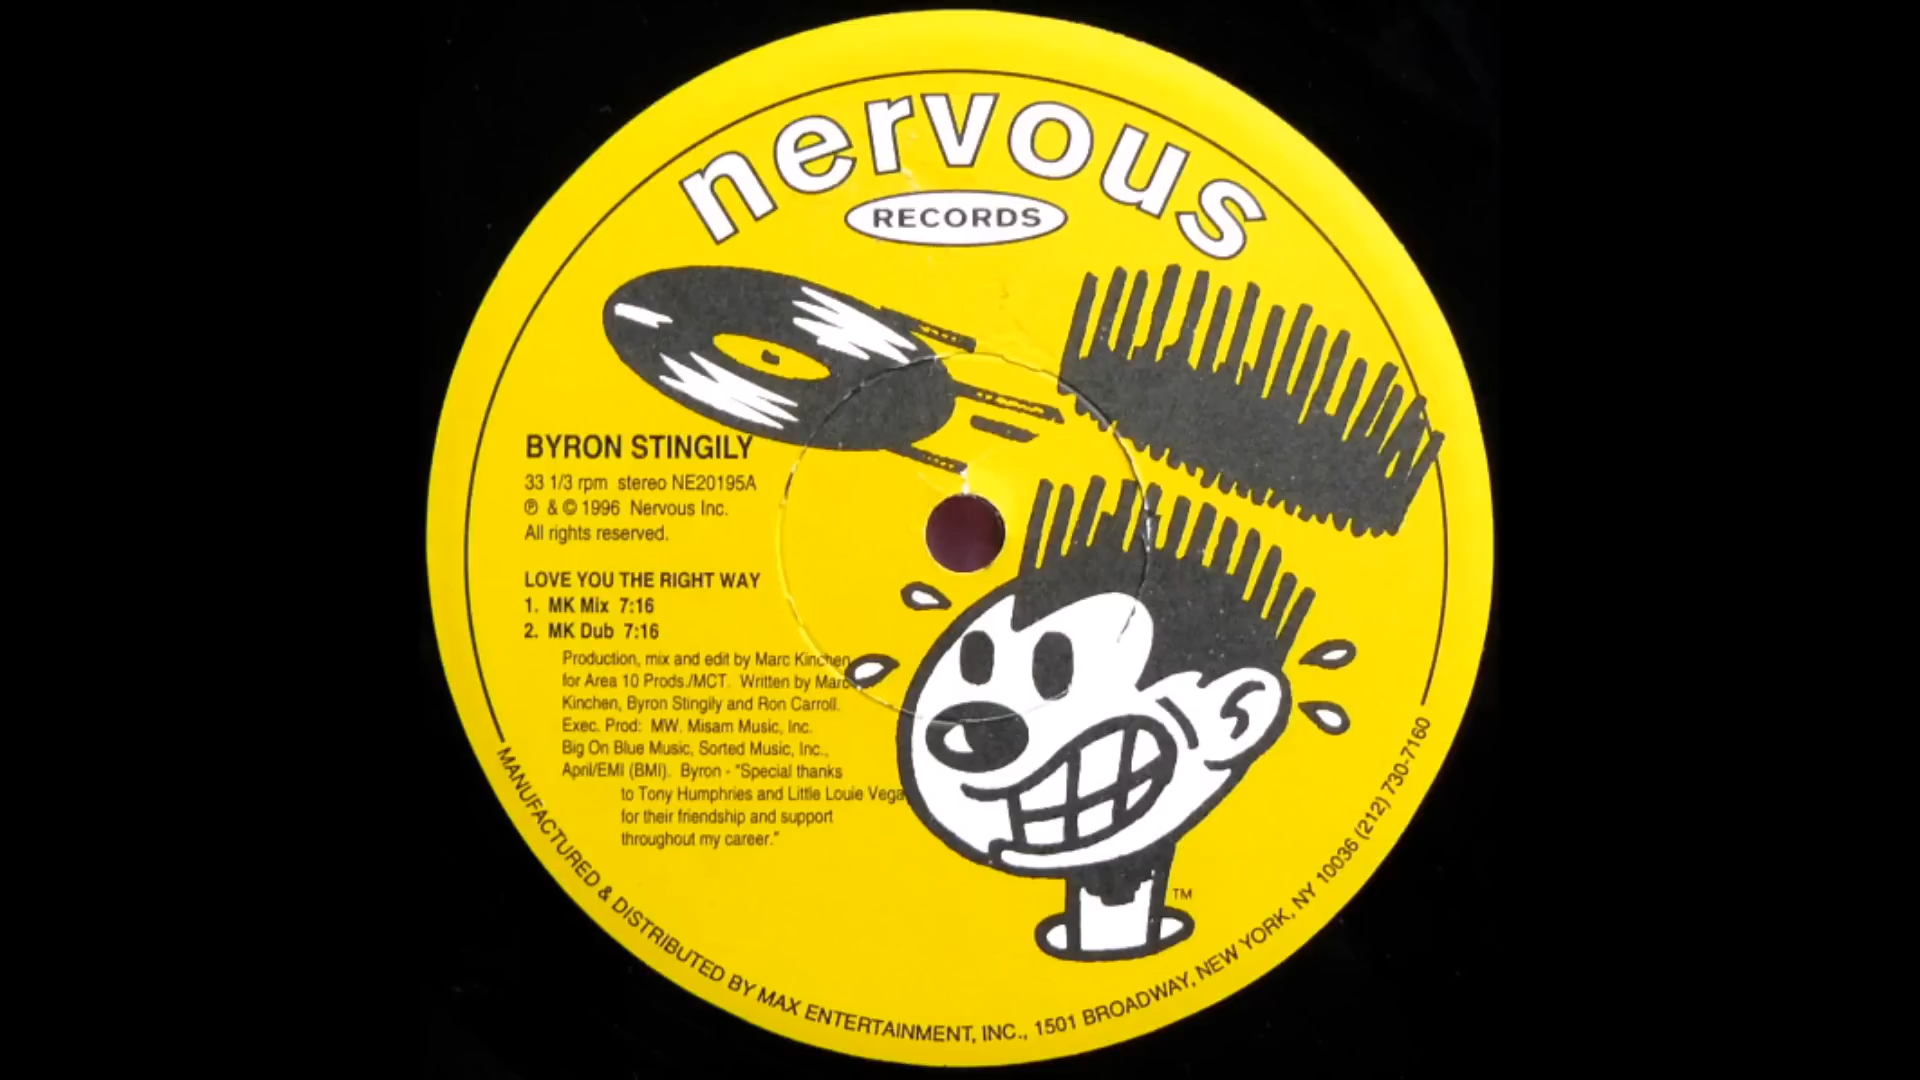 nervous
RECORDS
BYRON STINGILY
33 1/3 rpm stereo NE20195A
℗ & © 1996 Nervous Inc.
All rights reserved.
LOVE YOU THE RIGHT WAY
1. MK Mix 7:16
2. MK Dub 7:16
Production, mix and edit by Marc Kinchen
for Area 10 Prods./MCT. Written by Marc
Kinchen, Byron Stingily and Ron Carroll.
Exec. Prod: MW. Misam Music, Inc.
Big On Blue Music, Sorted Music, Inc.,
April/EMI (BMI). Byron - "Special thanks
to Tony Humphries and Little Louie Vega
for their friendship and support
throughout my career."
TM
MANUFACTURED & DISTRIBUTED BY MAX ENTERTAINMENT, INC., 1501 BROADWAY, NEW YORK, NY 10036 (212) 730-7160